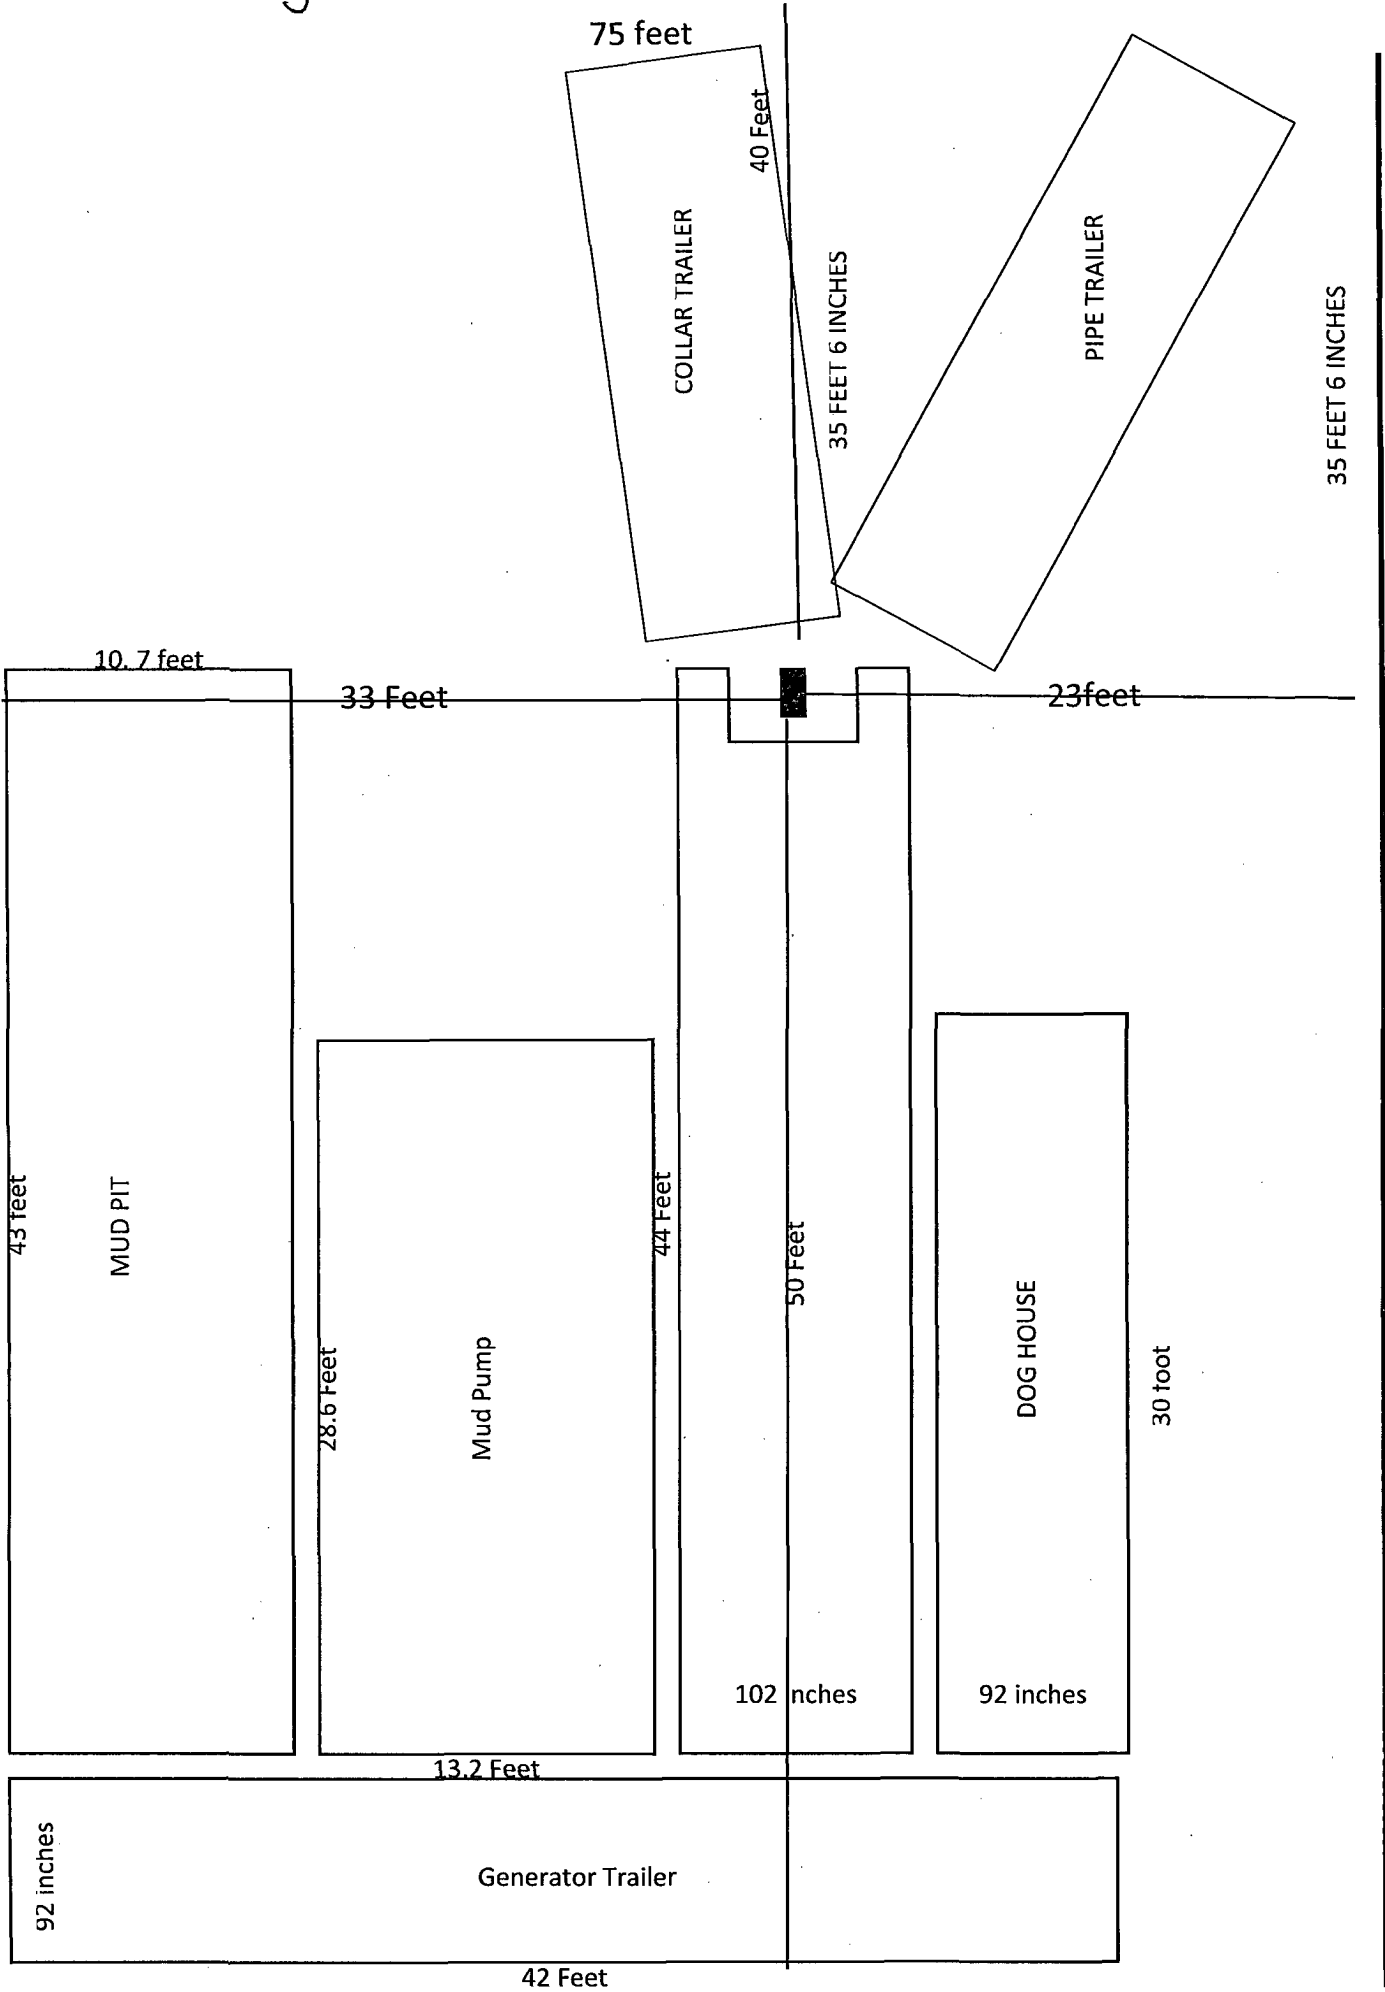 75 feet
40 Feet
COLLAR TRAILER
35 FEET 6 INCHES
PIPE TRAILER
35 FEET 6 INCHES
10. 7 feet
33 Feet
23feet
43 feet
MUD PIT
28.6 Feet
Mud Pump
44 Feet
50 Feet
DOG HOUSE
30 foot
102 inches
92 inches
13.2 Feet
92 inches
Generator Trailer
42 Feet